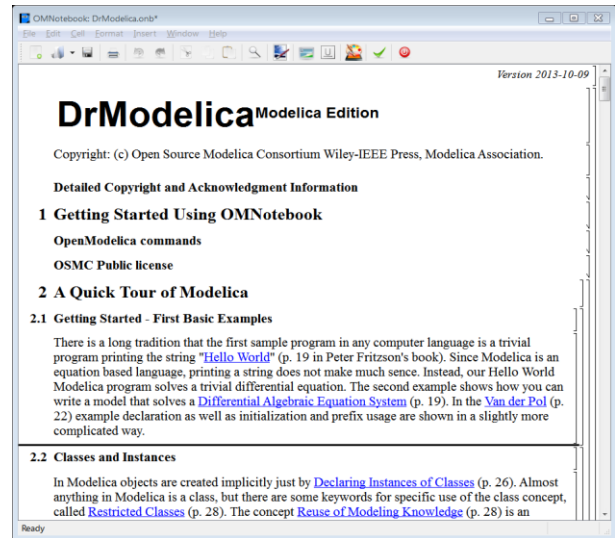 OMNotebook: DrModelica.onb*
File Edit Cell Format Insert Window Help
Version 2013-10-09
DrModelica Modelica Edition
Copyright: (c) Open Source Modelica Consortium Wiley-IEEE Press, Modelica Association.
Detailed Copyright and Acknowledgment Information
1 Getting Started Using OMNotebook
OpenModelica commands
OSMC Public license
2 A Quick Tour of Modelica
2.1 Getting Started - First Basic Examples
There is a long tradition that the first sample program in any computer language is a trivial
program printing the string "Hello World" (p. 19 in Peter Fritzson's book). Since Modelica is an
equation based language, printing a string does not make much sence. Instead, our Hello World
Modelica program solves a trivial differential equation. The second example shows how you can
write a model that solves a Differential Algebraic Equation System (p. 19). In the Van der Pol (p.
22) example declaration as well as initialization and prefix usage are shown in a slightly more
complicated way.
2.2 Classes and Instances
In Modelica objects are created implicitly just by Declaring Instances of Classes (p. 26). Almost
anything in Modelica is a class, but there are some keywords for specific use of the class concept,
called Restricted Classes (p. 28). The concept Reuse of Modeling Knowledge (p. 28) is an
Ready